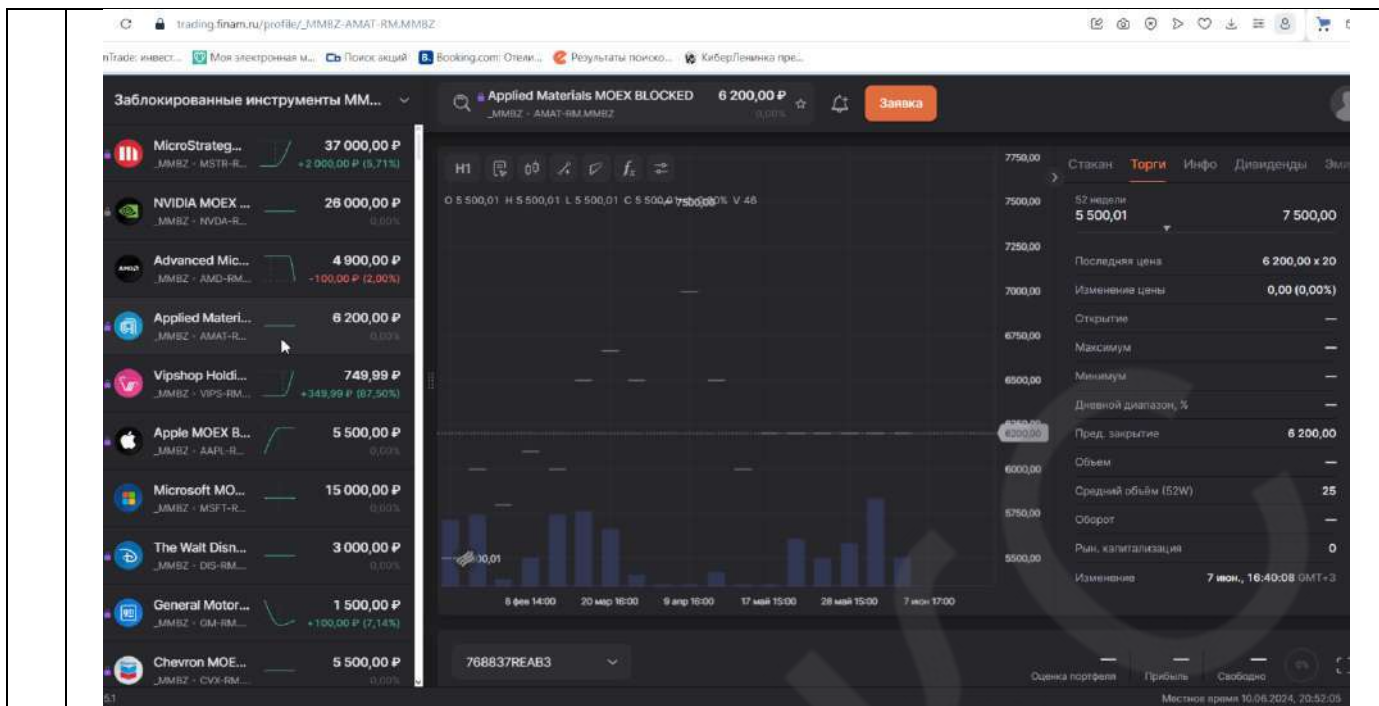 trading.finam.ru/profile/_MMBZ-AMAT-RM.MMBZ
nTrade: инвест... Моя электронная м... Поиск акций Booking.com: Отели... Результаты поиско... КиберЛенинка пре...
Заблокированные инструменты MM...
Applied Materials MOEX BLOCKED 6 200,00 ₽
_MMBZ - AMAT-RM.MMBZ 0,00%
Заявка
MicroStrateg... 37 000,00 ₽
_MMBZ - MSTR-R... +2 000,00 ₽ (5,71%)
NVIDIA MOEX ... 26 000,00 ₽
_MMBZ - NVDA-R... 0,00%
Advanced Mic... 4 900,00 ₽
_MMBZ - AMD-RM... -100,00 ₽ (2,00%)
Applied Materi... 6 200,00 ₽
_MMBZ - AMAT-R... 0,00%
Vipshop Holdi... 749,99 ₽
_MMBZ - VIPS-RM... +349,99 ₽ (87,50%)
Apple MOEX B... 5 500,00 ₽
_MMBZ - AAPL-R... 0,00%
Microsoft MO... 15 000,00 ₽
_MMBZ - MSFT-R... 0,00%
The Walt Disn... 3 000,00 ₽
_MMBZ - DIS-RM... 0,00%
General Motor... 1 500,00 ₽
_MMBZ - GM-RM... +100,00 ₽ (7,14%)
Chevron MOE... 5 500,00 ₽
_MMBZ - CVX-RM... 0,00%
H1
O 5 500,01 H 5 500,01 L 5 500,01 C 5 500,01 V 46
7500,00
7750,00
7500,00
7250,00
7000,00
6750,00
6500,00
6250,00
6200,00
6000,00
5750,00
5500,00
8 фев 14:00 20 мар 16:00 9 апр 16:00 17 май 15:00 28 май 15:00 7 июн 17:00
Стакан Торги Инфо Дивиденды
52 недели
5 500,01 7 500,00
Последняя цена 6 200,00 x 20
Изменение цены 0,00 (0,00%)
Открытие —
Максимум —
Минимум —
Дневной диапазон, % —
Пред. закрытие 6 200,00
Объем —
Средний объём (52W) 25
Оборот —
Рын. капитализация 0
Изменение 7 июн., 16:40:08 GMT+3
768837REAB3
— — —
Оценка портфеля Прибыль Свободно
0%
Местное время 10.06.2024, 20:52:05